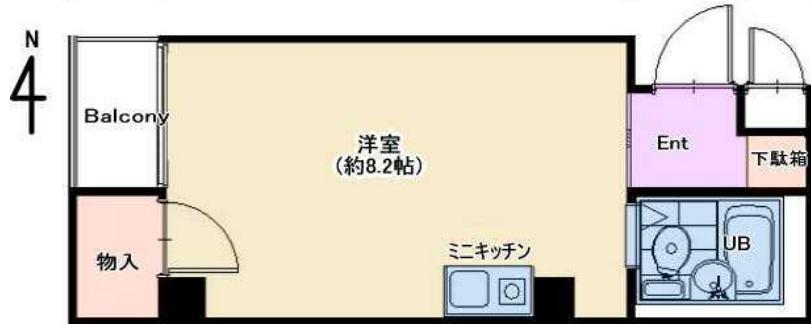 N
Balcony
洋室
(約8.2帖)
Ent
下駄箱
物入
ミニキッチン
UB